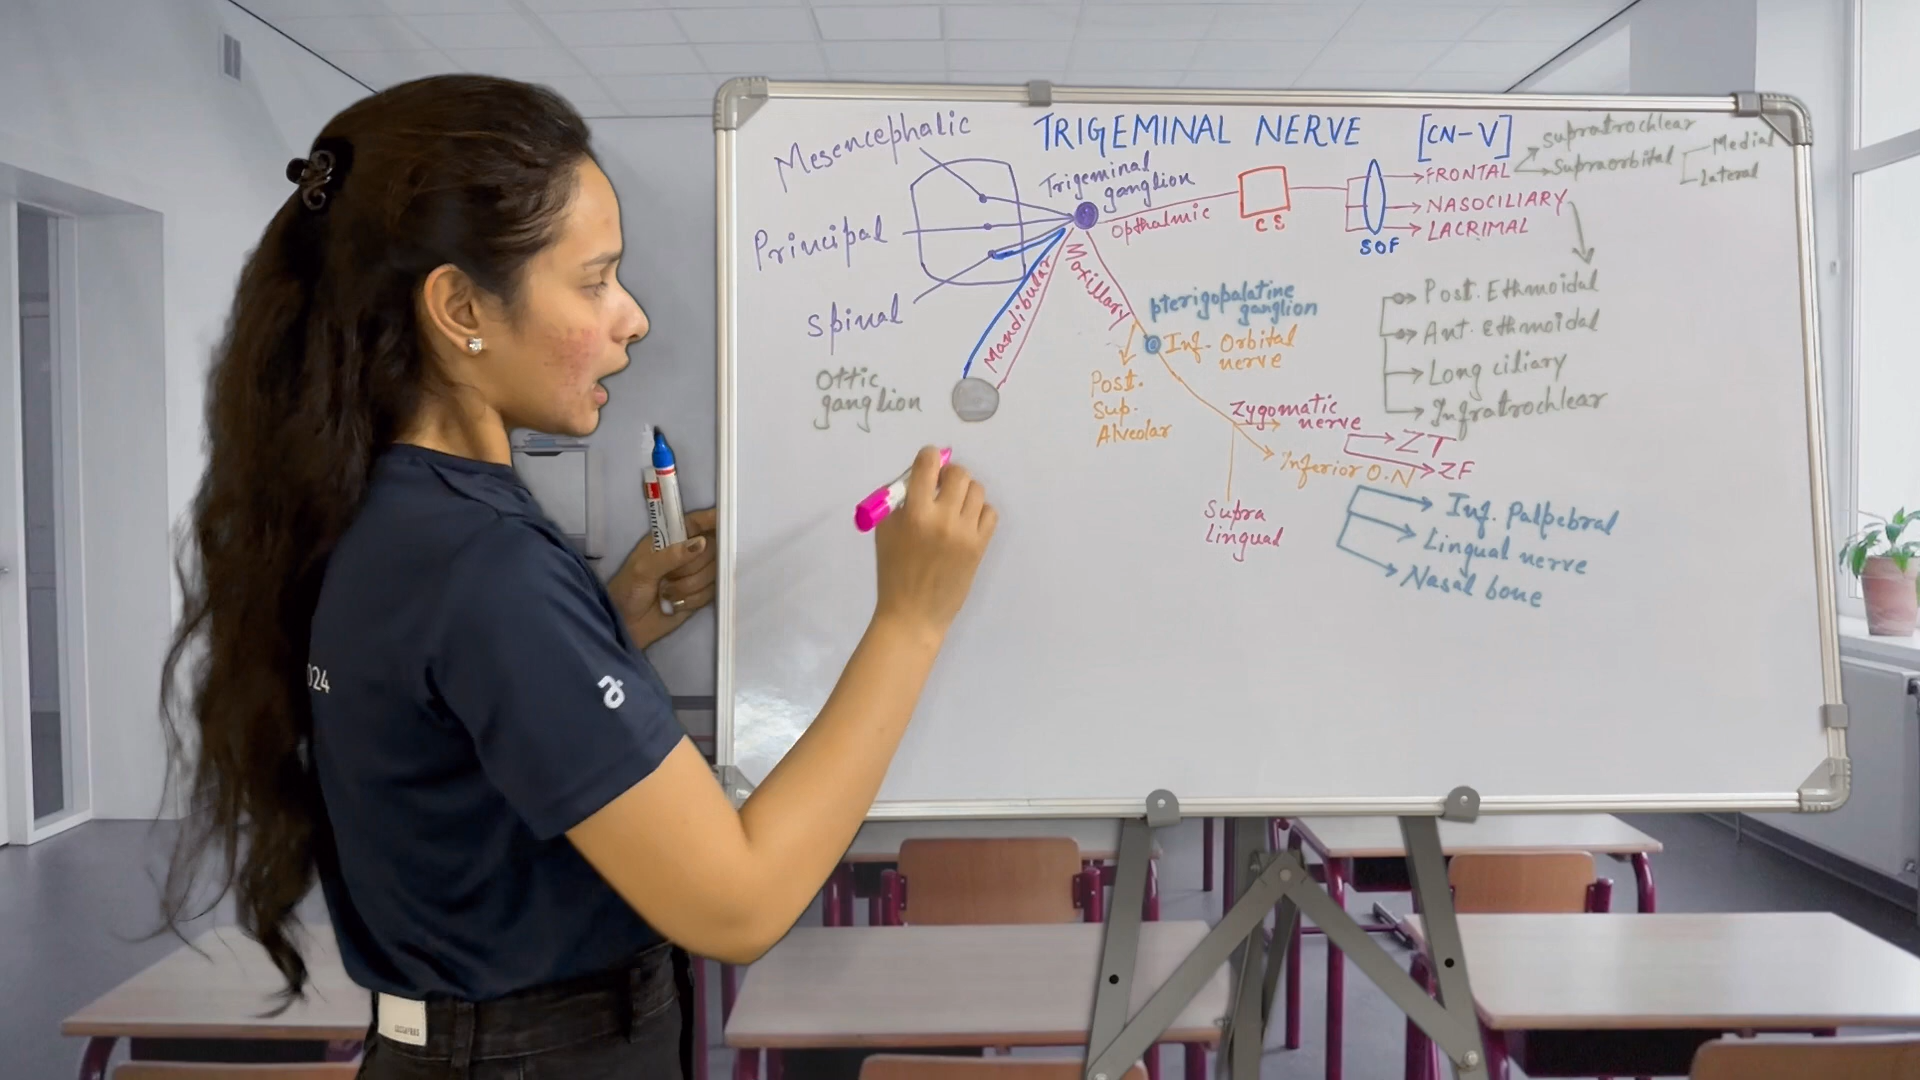 TRIGEMINAL NERVE [CN-V]
Mesencephalic
Principal
Spinal
Trigeminal
ganglion
Opthalmic
CS
SOF
FRONTAL
NASOCILIARY
LACRIMAL
supratrochlear
Supraorbital
Medial
Lateral
Post. Ethmoidal
Ant. Ethmoidal
Long ciliary
Infratrochlear
Maxillary
Mandibular
pterigopalatine
ganglion
Inf. Orbital
nerve
Post.
Sup.
Alveolar
Zygomatic
nerve
ZT
ZF
Inferior O.N
Supra
lingual
Inf. Palpebral
Lingual nerve
Nasal bone
Ottic
ganglion
024